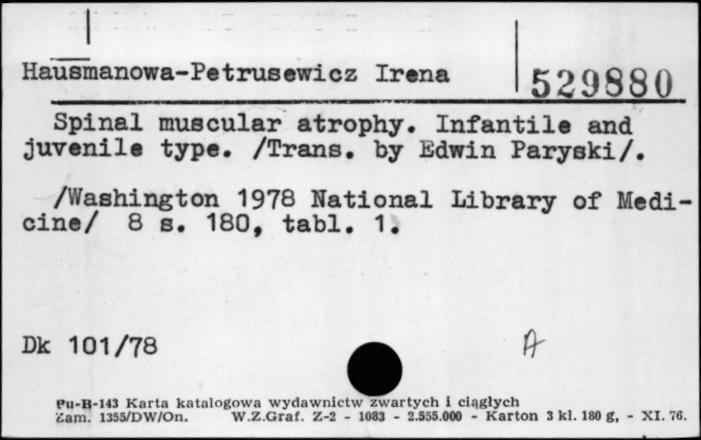 Hausmanowa-Petrusewicz Irena
529880
Spinal muscular atrophy. Infantile and
juvenile type. /Trans. by Edwin Paryski/.
/Washington 1978 National Library of Medi-
cine/ 8 s. 180, tabl. 1.
Dk 101/78
A
Pu-B-143 Karta katalogowa wydawnictw zwartych i ciągłych
Zam. 1355/DW/On. W.Z.Graf. Z-2 - 1083 - 2.555.000 - Karton 3 kl. 180 g, - XI. 76.